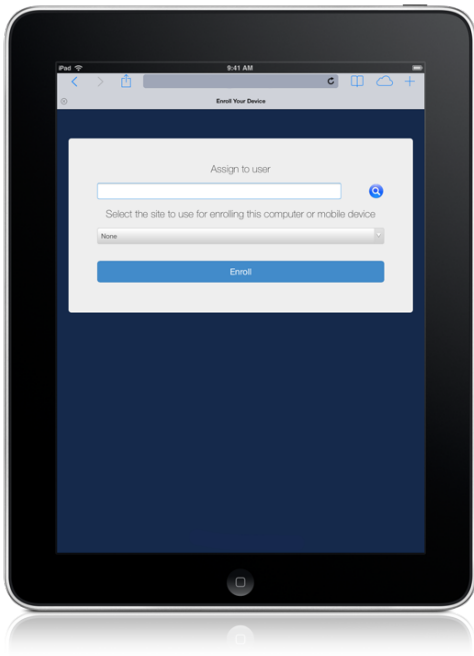 iPad
9:41 AM
Enroll Your Device
Assign to user
Select the site to use for enrolling this computer or mobile device
None
Enroll